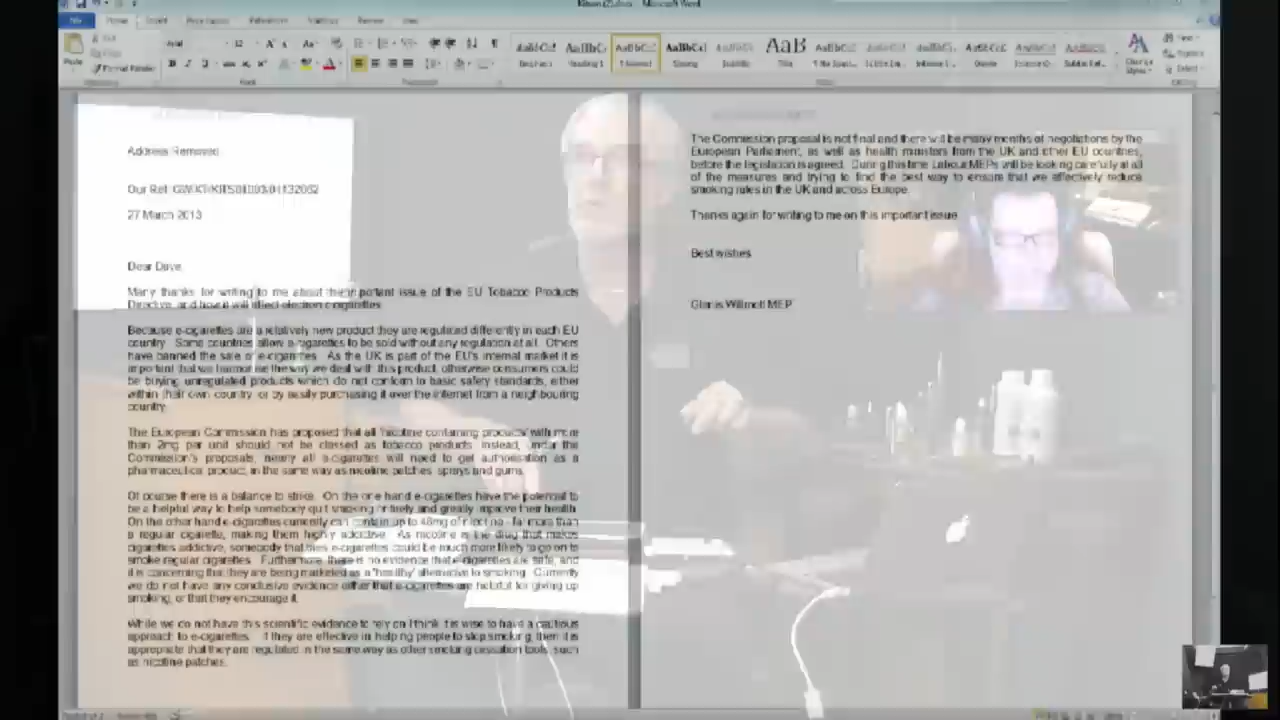 Microsoft Word
File
Home
Address Removed
Our Ref:
27 March 2013
Dear Dave,
Many thanks for writing to me about the important issue of the EU Tobacco Products
Directive, and how it will affect electronic cigarettes.
Because e-cigarettes are a relatively new product they are regulated differently in each EU
country. Some countries allow e-cigarettes to be sold without any regulation at all. Others
have banned the sale of e-cigarettes. As the UK is part of the EU's internal market it is
important that we harmonise the way we deal with this product, otherwise consumers could
be buying unregulated products which do not conform to basic safety standards, either
within their own country, or by easily purchasing it over the internet from a neighbouring
country.
The European Commission has proposed that all 'nicotine containing products' with more
than 2mg per unit should not be classed as tobacco products. Instead, under the
Commission's proposals, nearly all e-cigarettes will need to get authorisation as a
pharmaceutical product, in the same way as nicotine patches, sprays and gums.
Of course there is a balance to strike. On the one hand e-cigarettes have the potential to
be a helpful way to help somebody quit smoking entirely and greatly improve their health.
On the other hand e-cigarettes currently can contain up to 48mg of nicotine - far more than
a regular cigarette, making them highly addictive. As nicotine is the drug that makes
cigarettes addictive, somebody that tries e-cigarettes could be much more likely to go on to
smoke regular cigarettes. Furthermore, there is no evidence that e-cigarettes are safe, and
it is concerning that they are being marketed as a 'healthy' alternative to smoking. Currently
we do not have any conclusive evidence either that e-cigarettes are helpful for giving up
smoking, or that they encourage it.
While we do not have this scientific evidence to rely on I think it is wise to have a cautious
approach to e-cigarettes. If they are effective in helping people to stop smoking, then it is
appropriate that they are regulated in the same way as other smoking cessation tools, such
as nicotine patches.
The Commission proposal is not final and there will be many months of negotiations by the
European Parliament, as well as health ministers from the UK and other EU countries,
before the legislation is agreed. During this time Labour MEPs will be looking carefully at all
of the measures and trying to find the best way to ensure that we effectively reduce
smoking rates in the UK and across Europe.
Thanks again for writing to me on this important issue.
Best wishes
Glenis Willmott MEP